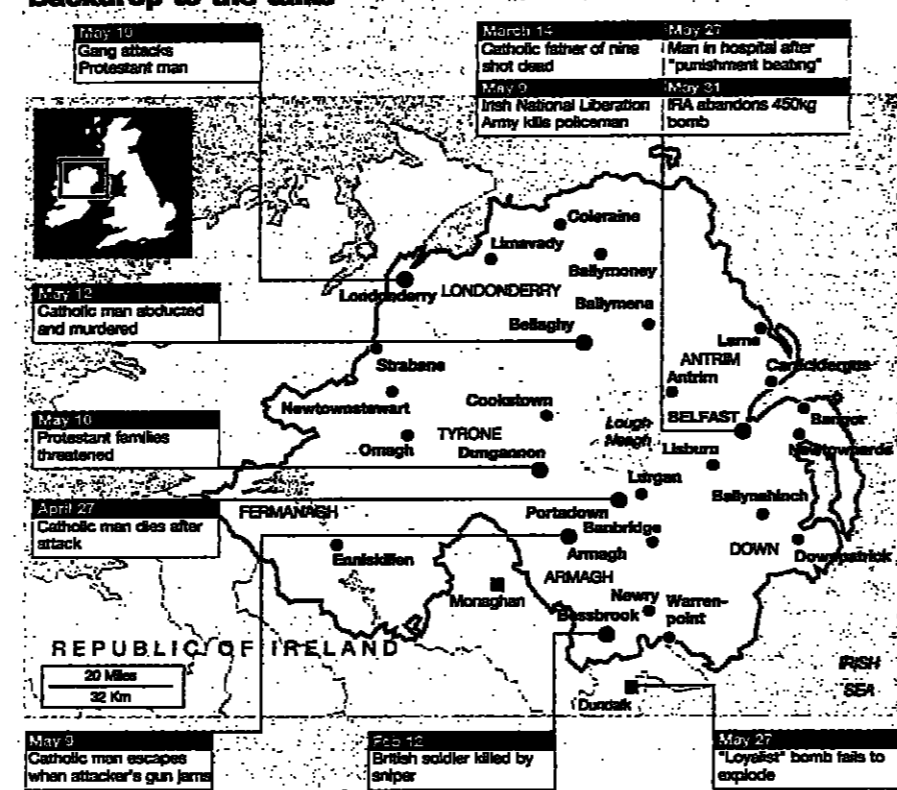 Backdrop to the talks
May 10
Gang attacks
Protestant man
March 14
Catholic father of nine
shot dead
May 27
Man in hospital after
"punishment beating"
May 9
Irish National Liberation
Army kills policeman
May 31
IRA abandons 450kg
bomb
Coleraine
Limavady
Ballymoney
Londonderry
LONDONDERRY
May 12
Catholic man abducted
and murdered
Ballymena
Bellaghy
Larne
Strabane
ANTRIM
Carrickfergus
Antrim
Newtownstewart
Cookstown
BELFAST
Bangor
May 10
Protestant families
threatened
Omagh
TYRONE
Lough
Neagh
Newtownards
Dungannon
Lisburn
Lurgan
Ballynahinch
April 27
Catholic man dies after
attack
FERMANAGH
Portadown
Banbridge
Enniskillen
Armagh
DOWN
Downpatrick
ARMAGH
Monaghan
Newry
Warren-
point
Bessbrook
REPUBLIC OF IRELAND
20 Miles
32 Km
IRISH
SEA
Dundalk
May 9
Catholic man escapes
when attacker's gun jams
Feb 12
British soldier killed by
sniper
May 27
"Loyalist" bomb fails to
explode